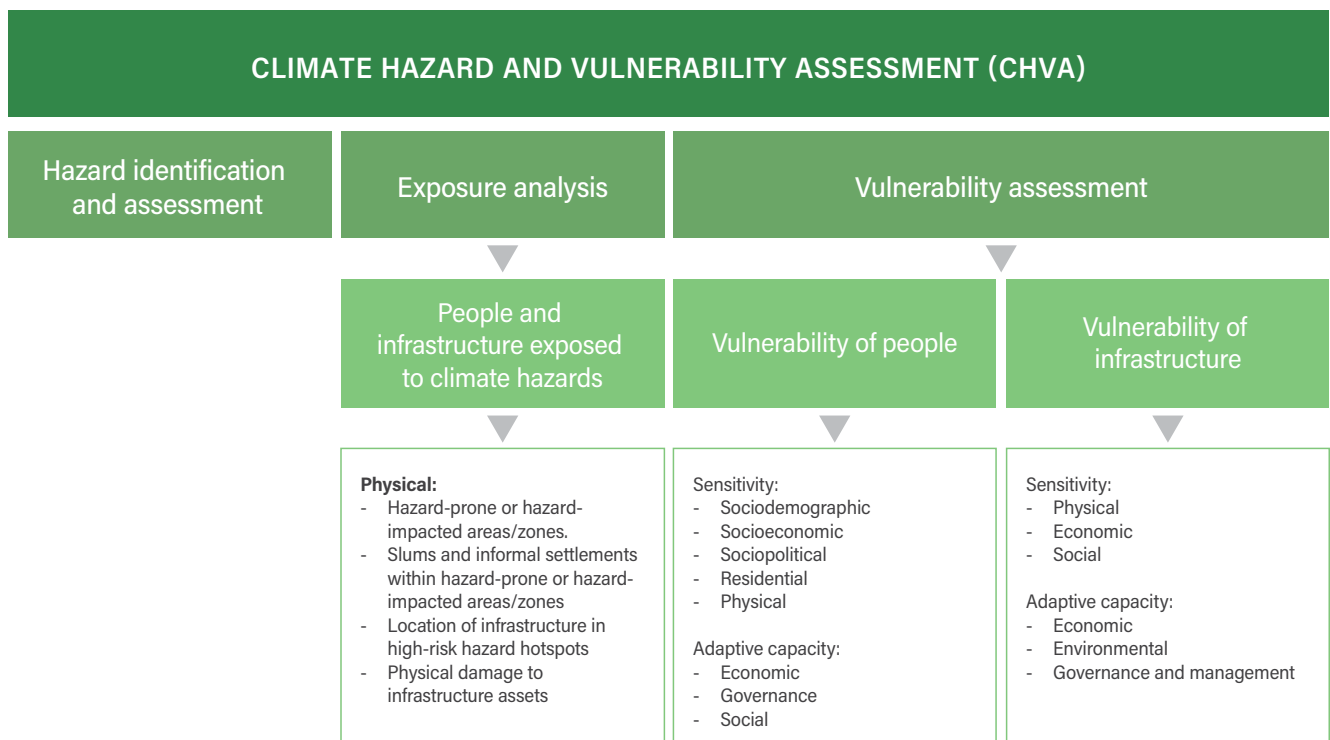 CLIMATE HAZARD AND VULNERABILITY ASSESSMENT (CHVA)
Hazard identification
and assessment
Exposure analysis
Vulnerability assessment
People and
infrastructure exposed
to climate hazards
Vulnerability of people
Vulnerability of
infrastructure
Physical:
- Hazard-prone or hazard-
impacted areas/zones.
- Slums and informal settlements
within hazard-prone or hazard-
impacted areas/zones
- Location of infrastructure in
high-risk hazard hotspots
- Physical damage to
infrastructure assets
Sensitivity:
- Sociodemographic
- Socioeconomic
- Sociopolitical
- Residential
- Physical
Adaptive capacity:
- Economic
- Governance
- Social
Sensitivity:
- Physical
- Economic
- Social
Adaptive capacity:
- Economic
- Environmental
- Governance and management